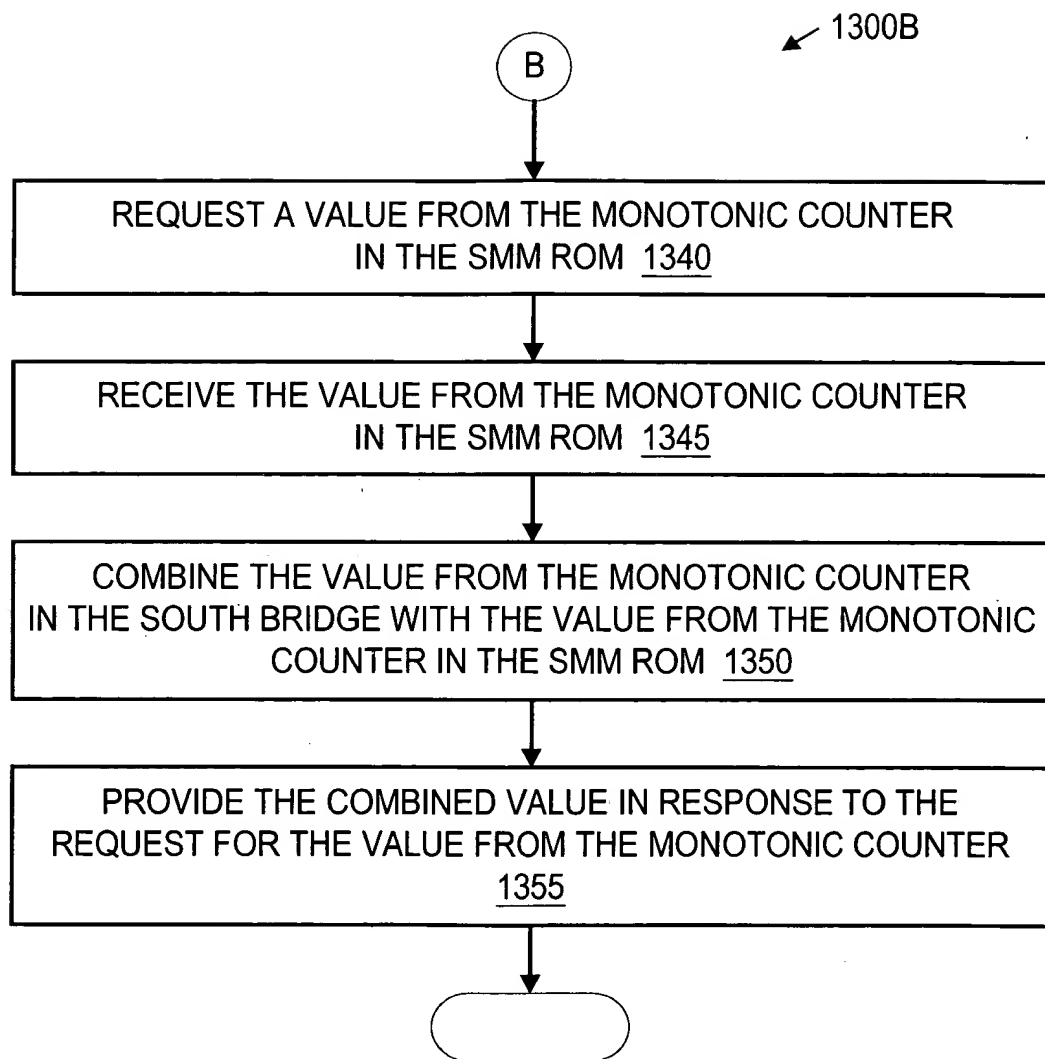 1300B
B
REQUEST A VALUE FROM THE MONOTONIC COUNTER
IN THE SMM ROM 1340
RECEIVE THE VALUE FROM THE MONOTONIC COUNTER
IN THE SMM ROM 1345
COMBINE THE VALUE FROM THE MONOTONIC COUNTER
IN THE SOUTH BRIDGE WITH THE VALUE FROM THE MONOTONIC
COUNTER IN THE SMM ROM 1350
PROVIDE THE COMBINED VALUE IN RESPONSE TO THE
REQUEST FOR THE VALUE FROM THE MONOTONIC COUNTER
1355